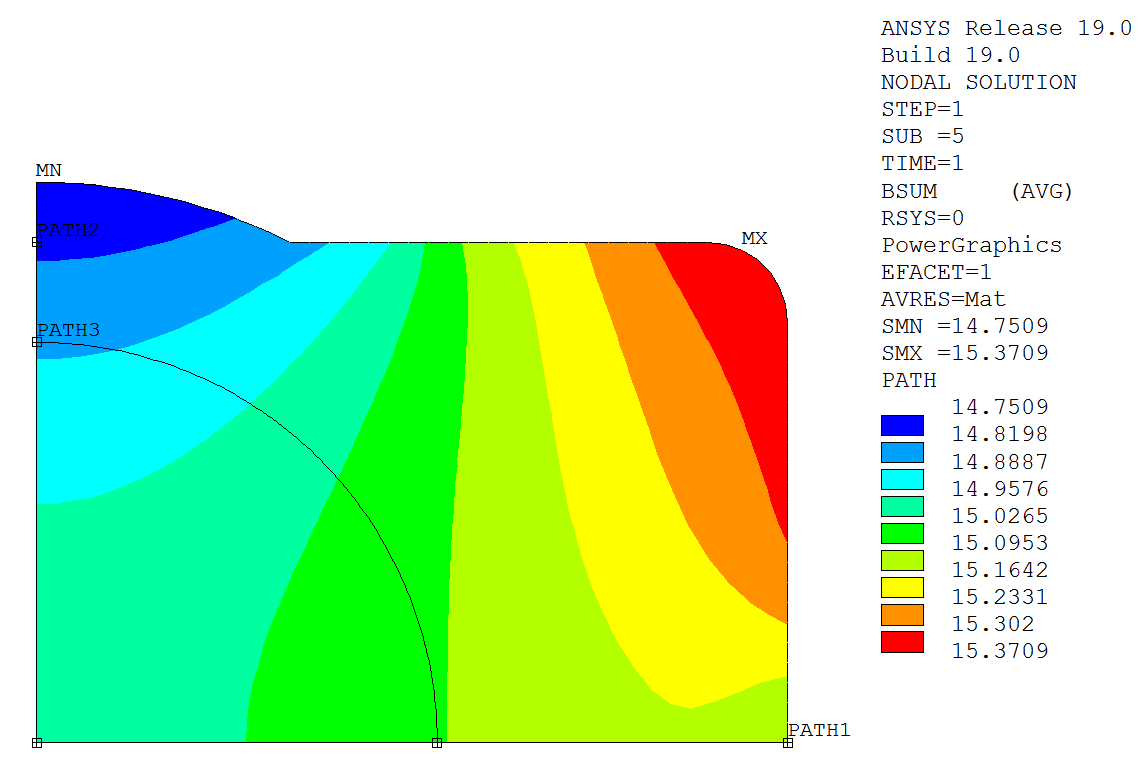 ANSYS Release 19.0
Build 19.0
NODAL SOLUTION
STEP=1
SUB =5
TIME=1
BSUM     (AVG)
RSYS=0
PowerGraphics
EFACET=1
AVRES=Mat
SMN =14.7509
SMX =15.3709
PATH
14.7509
14.8198
14.8887
14.9576
15.0265
15.0953
15.1642
15.2331
15.302
15.3709
MN
PATH2
MX
PATH3
PATH1